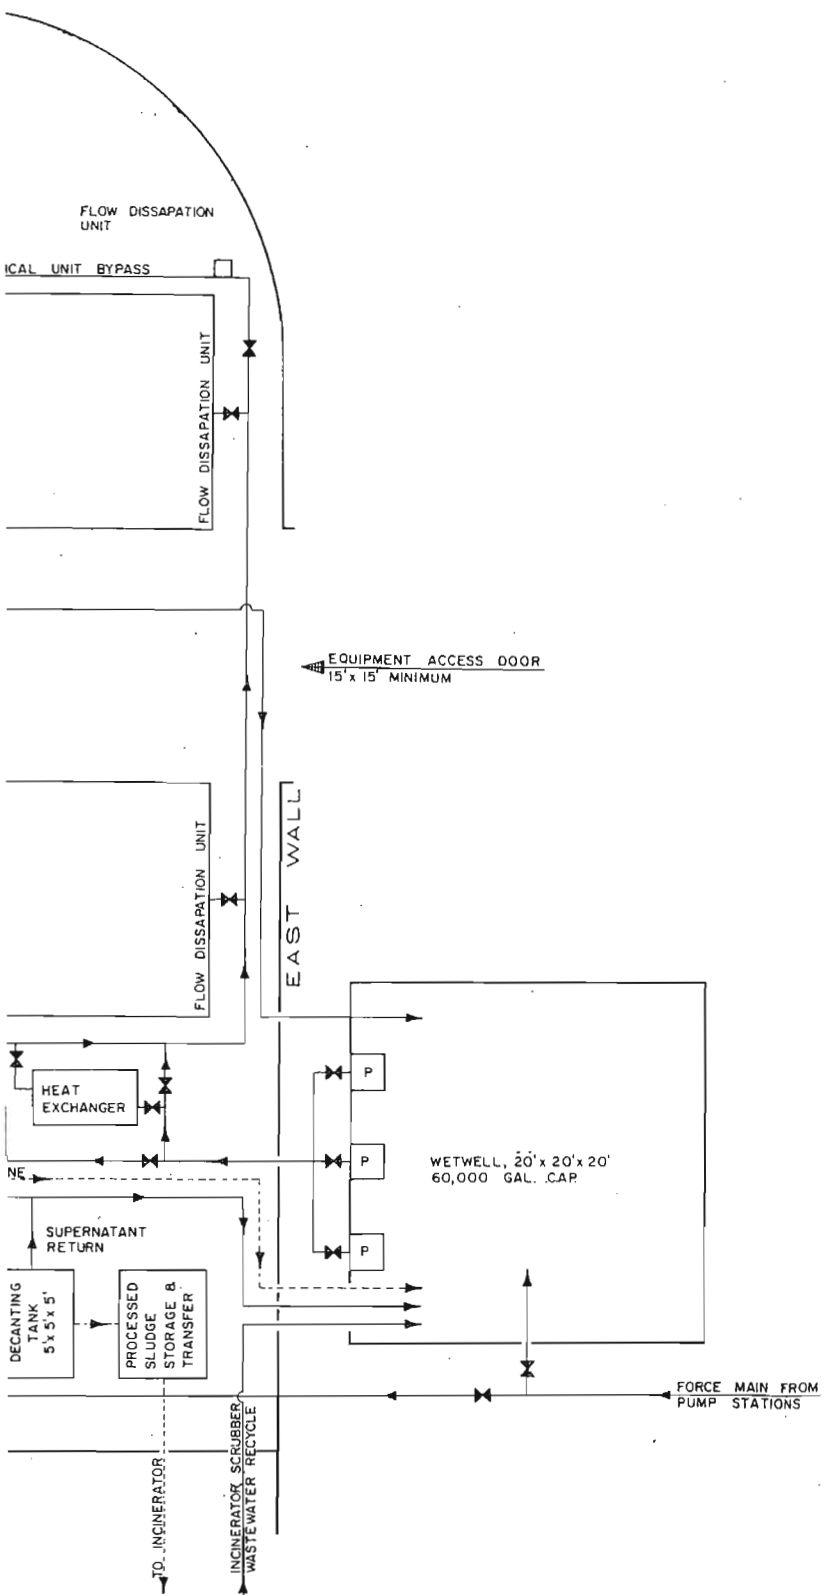 FLOW DISSAPATION
UNIT
ICAL UNIT BYPASS
FLOW DISSAPATION UNIT
EQUIPMENT ACCESS DOOR
15' x 15' MINIMUM
EAST WALL
FLOW DISSAPATION UNIT
HEAT
EXCHANGER
P
P
P
WETWELL, 20' x 20' x 20'
60,000 GAL. CAP.
NE
SUPERNATANT
RETURN
DECANTING
TANK
5'x 5'x 5'
PROCESSED
SLUDGE
STORAGE &
TRANSFER
FORCE MAIN FROM
PUMP STATIONS
TO INCINERATOR
INCINERATOR SCRUBBER
WASTEWATER RECYCLE